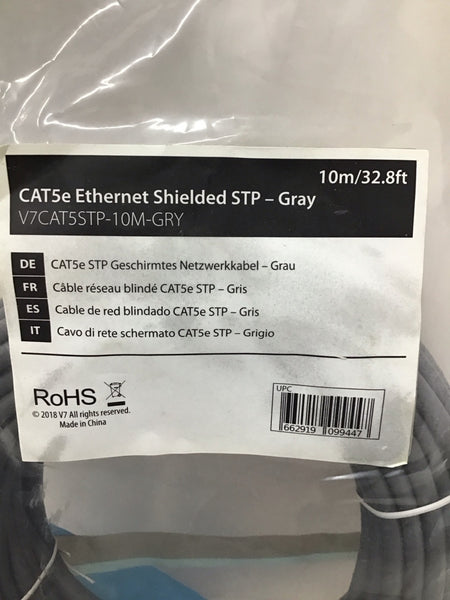 10m/32.8ft
CAT5e Ethernet Shielded STP – Gray
V7CAT5STP-10M-GRY
DE CAT5e STP Geschirmtes Netzwerkkabel – Grau
FR Câble réseau blindé CAT5e STP – Gris
ES Cable de red blindado CAT5e STP – Gris
IT Cavo di rete schermato CAT5e STP – Grigio
RoHS
© 2018 V7 All rights reserved.
Made in China
UPC
662919 099447